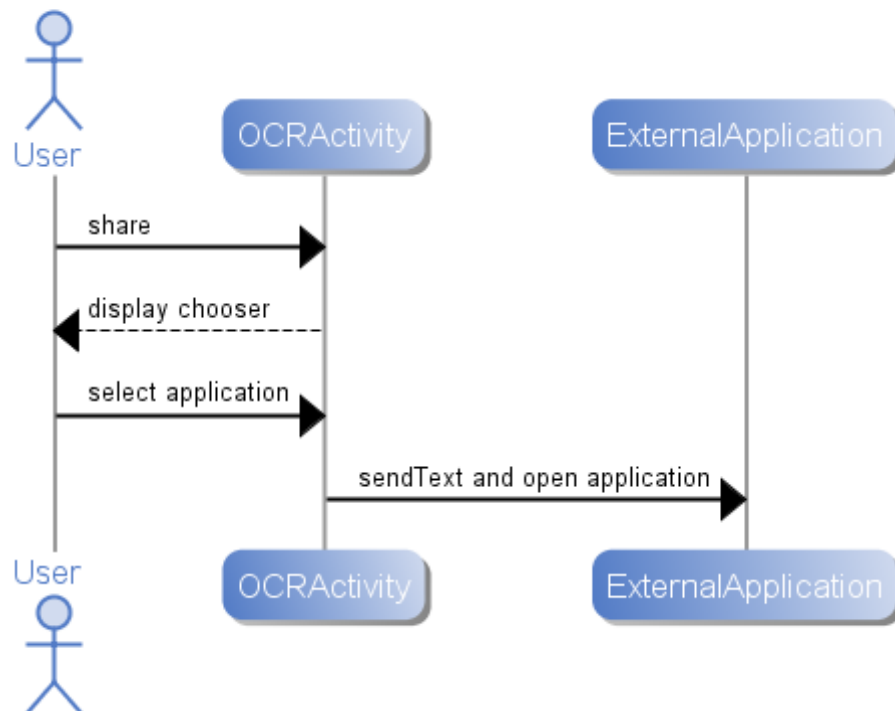 User
OCRActivity
ExternalApplication
share
display chooser
select application
sendText and open application
User
OCRActivity
ExternalApplication